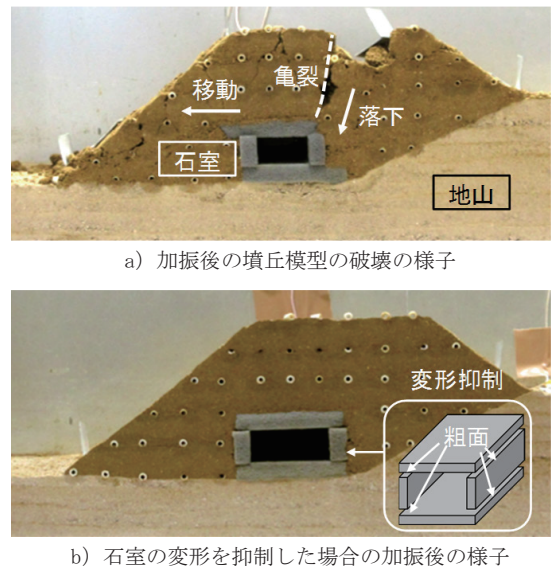 移動
亀裂
落下
石室
地山
a) 加振後の墳丘模型の破壊の様子
変形抑制
粗面
b) 石室の変形を抑制した場合の加振後の様子